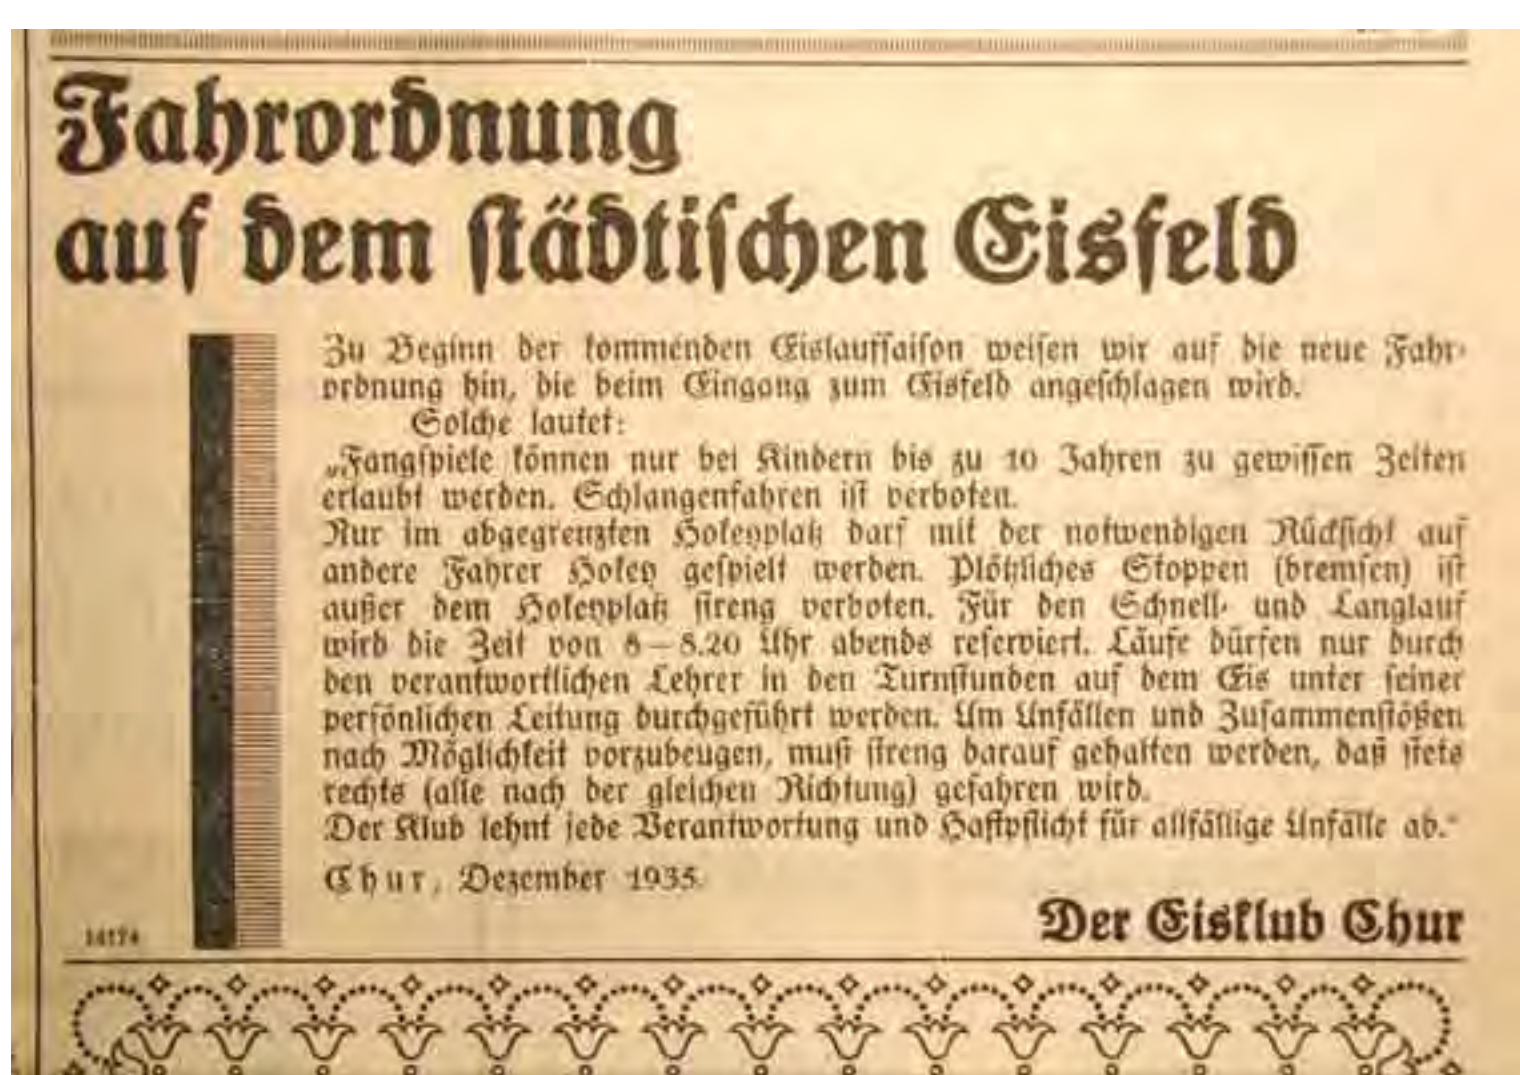 Fahrordnung
auf dem städtischen Eisfeld
Zu Beginn der kommenden Eislaufsaison weisen wir auf die neue Fahr-
ordnung hin, die beim Eingang zum Eisfeld angeschlagen wird.
Solche lautet:
„Fangspiele können nur bei Kindern bis zu 10 Jahren zu gewissen Zeiten
erlaubt werden. Schlangenfahren ist verboten.
Nur im abgegrenzten Hokeyplatz darf mit der notwendigen Rücksicht auf
andere Fahrer Hokey gespielt werden. Plötzliches Stoppen (bremsen) ist
außer dem Hokeyplatz streng verboten. Für den Schnell- und Langlauf
wird die Zeit von 8—8.20 Uhr abends reserviert. Läufe dürfen nur durch
den verantwortlichen Lehrer in den Turnstunden auf dem Eis unter seiner
persönlichen Leitung durchgeführt werden. Um Unfällen und Zusammenstößen
nach Möglichkeit vorzubeugen, muß streng darauf gehalten werden, daß stets
rechts (alle nach der gleichen Richtung) gefahren wird.
Der Klub lehnt jede Verantwortung und Haftpflicht für allfällige Unfälle ab."
Chur, Dezember 1935.
Der Eisklub Chur
14174